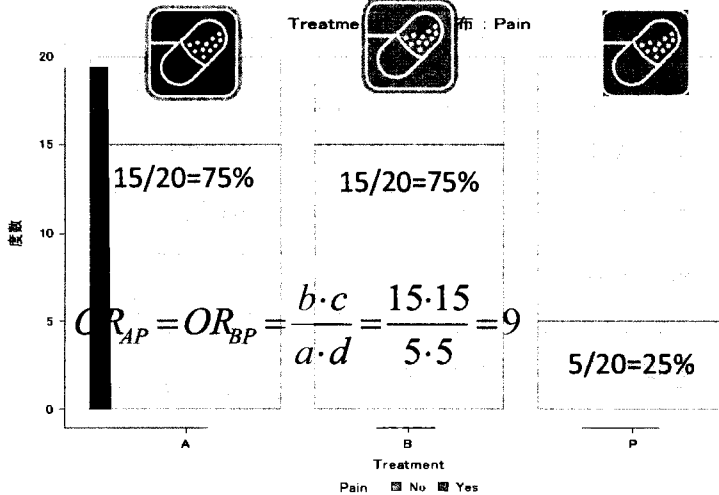 Treatme 布 : Pain
20
15
10
5
0
度数
15/20=75%
15/20=75%
5/20=25%
OR_AP = OR_BP = b·c / a·d = 15·15 / 5·5 = 9
A
B
P
Treatment
Pain No Yes